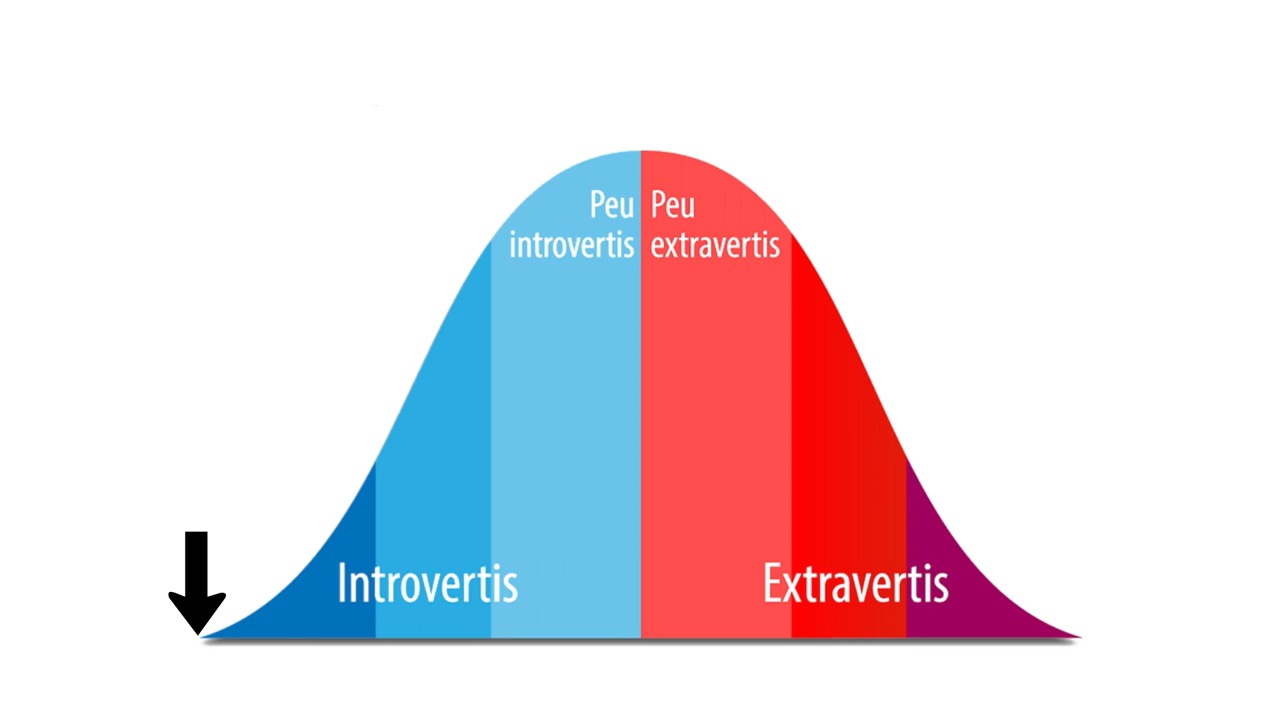 Peu
introvertis
Peu
extravertis
Introvertis
Extravertis